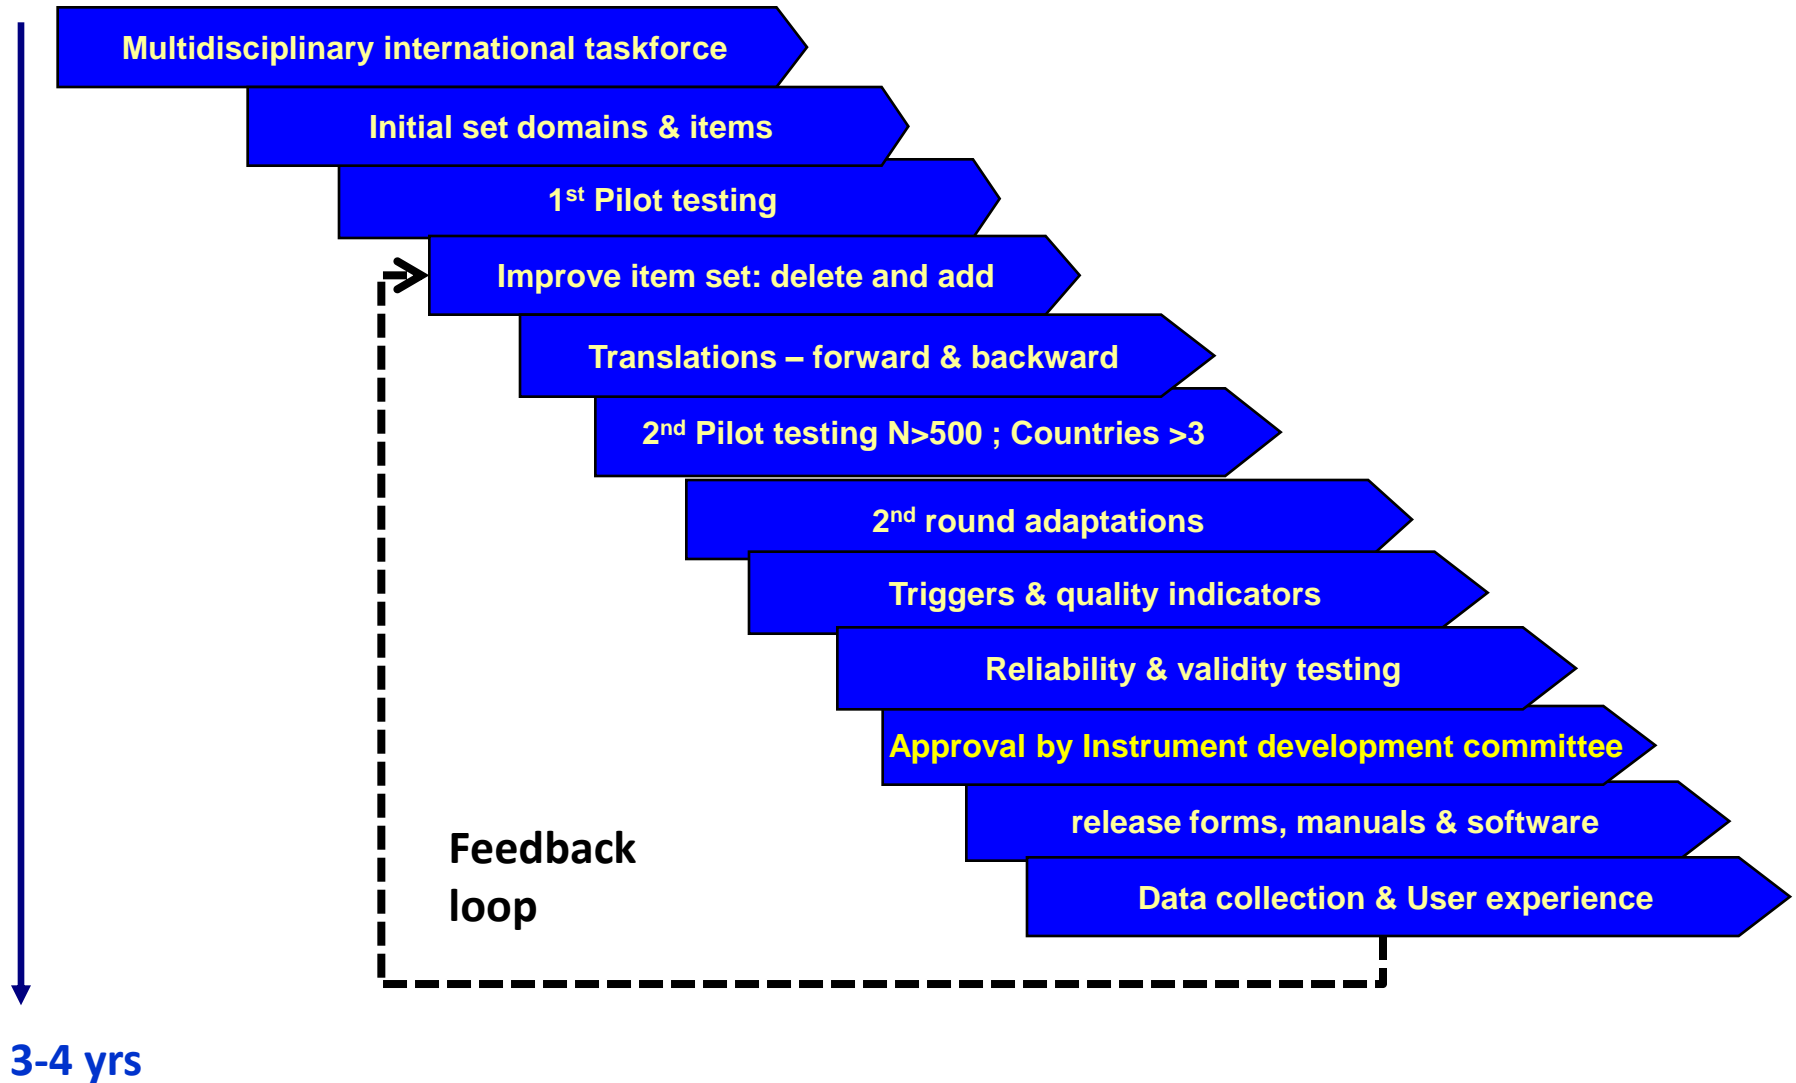 Multidisciplinary international taskforce
Initial set domains & items
1st Pilot testing
Improve item set: delete and add
Translations – forward & backward
2nd Pilot testing N>500 ; Countries >3
2nd round adaptations
Triggers & quality indicators
Reliability & validity testing
Approval by Instrument development committee
release forms, manuals & software
Data collection & User experience
Feedback
loop
3-4 yrs